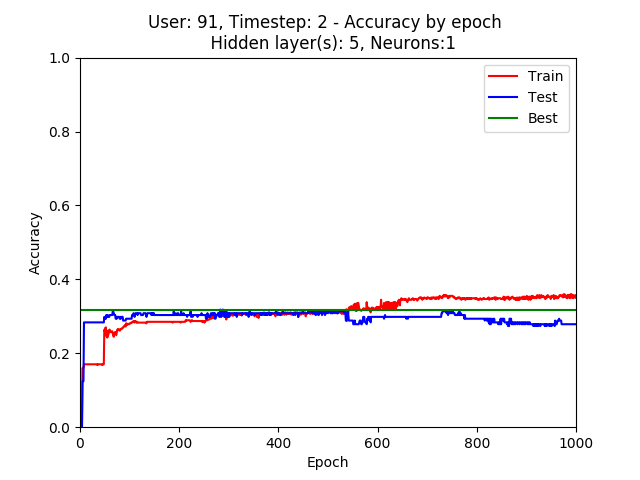 User: 91, Timestep: 2 - Accuracy by epoch
Hidden layer(s): 5, Neurons:1
Train
Test
Best
Accuracy
1.0
0.8
0.6
0.4
0.2
0.0
0 200 400 600 800 1000
Epoch